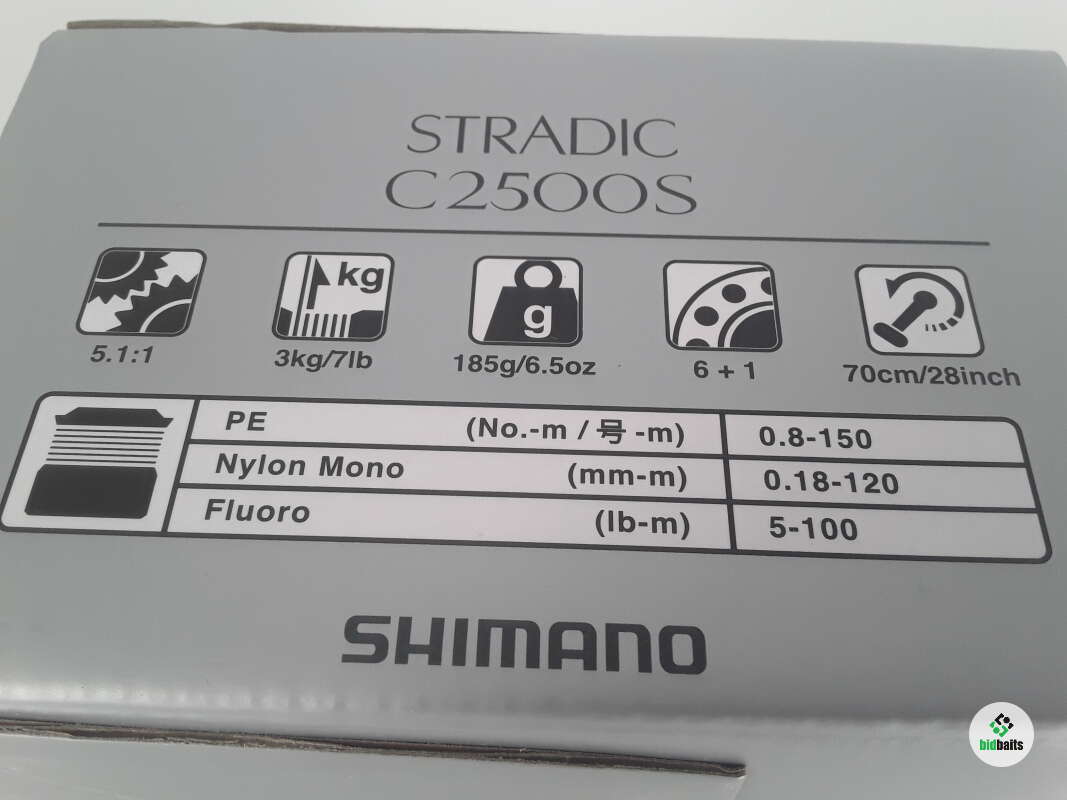 STRADIC
C2500S
kg
g
5.1:1
3kg/7lb
185g/6.5oz
6 + 1
70cm/28inch
PE (No.-m / 号 -m) 0.8-150
Nylon Mono (mm-m) 0.18-120
Fluoro (lb-m) 5-100
SHIMANO
bidbaits